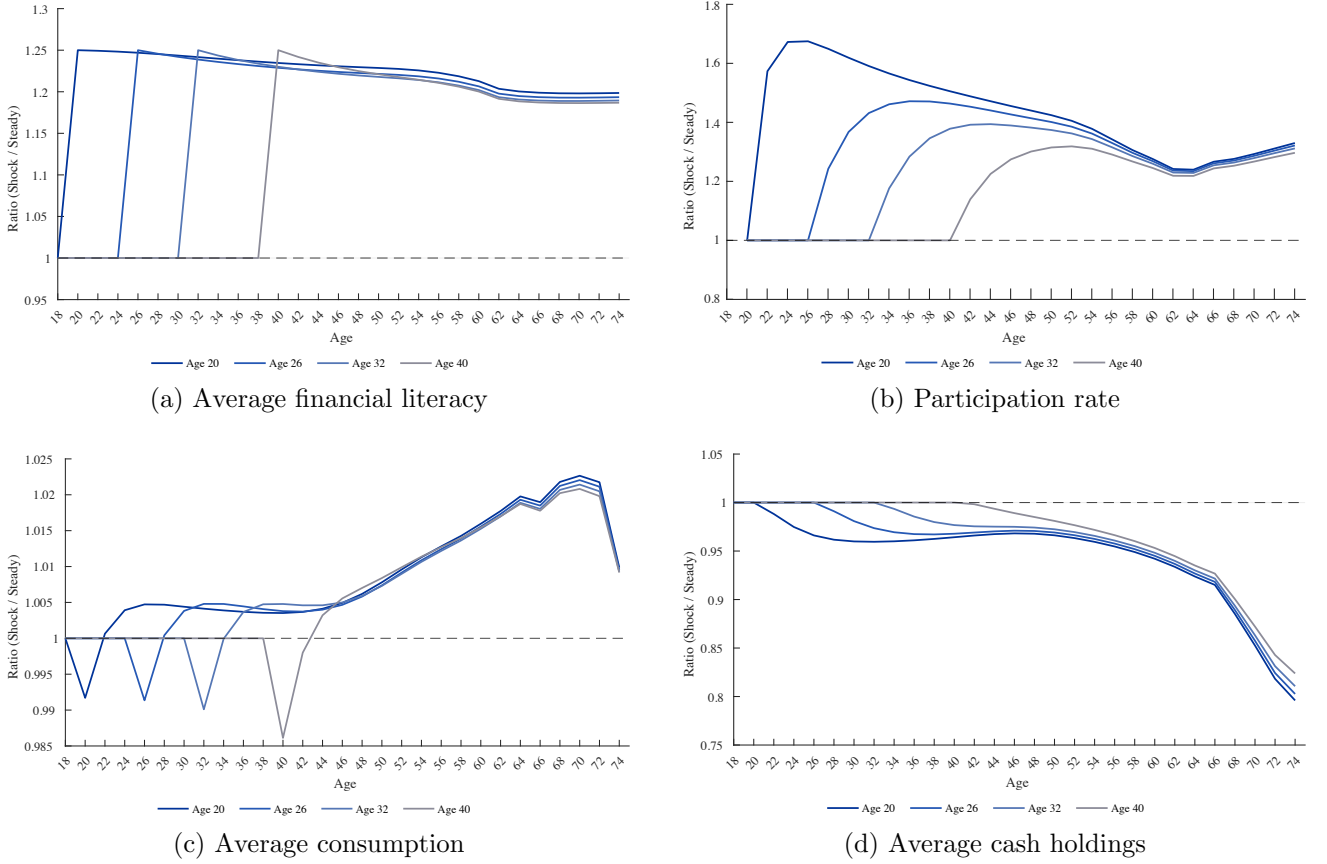 Ratio (Shock / Steady)
1.3
1.25
1.2
1.15
1.1
1.05
1
0.95
18 20 22 24 26 28 30 32 34 36 38 40 42 44 46 48 50 52 54 56 58 60 62 64 66 68 70 72 74
Age
Age 20 Age 26 Age 32 Age 40
(a) Average financial literacy
Ratio (Shock / Steady)
1.8
1.6
1.4
1.2
1
0.8
18 20 22 24 26 28 30 32 34 36 38 40 42 44 46 48 50 52 54 56 58 60 62 64 66 68 70 72 74
Age
Age 20 Age 26 Age 32 Age 40
(b) Participation rate
Ratio (Shock / Steady)
1.025
1.02
1.015
1.01
1.005
1
0.995
0.99
0.985
18 20 22 24 26 28 30 32 34 36 38 40 42 44 46 48 50 52 54 56 58 60 62 64 66 68 70 72 74
Age
Age 20 Age 26 Age 32 Age 40
(c) Average consumption
Ratio (Shock / Steady)
1.05
1
0.95
0.9
0.85
0.8
0.75
18 20 22 24 26 28 30 32 34 36 38 40 42 44 46 48 50 52 54 56 58 60 62 64 66 68 70 72 74
Age
Age 20 Age 26 Age 32 Age 40
(d) Average cash holdings